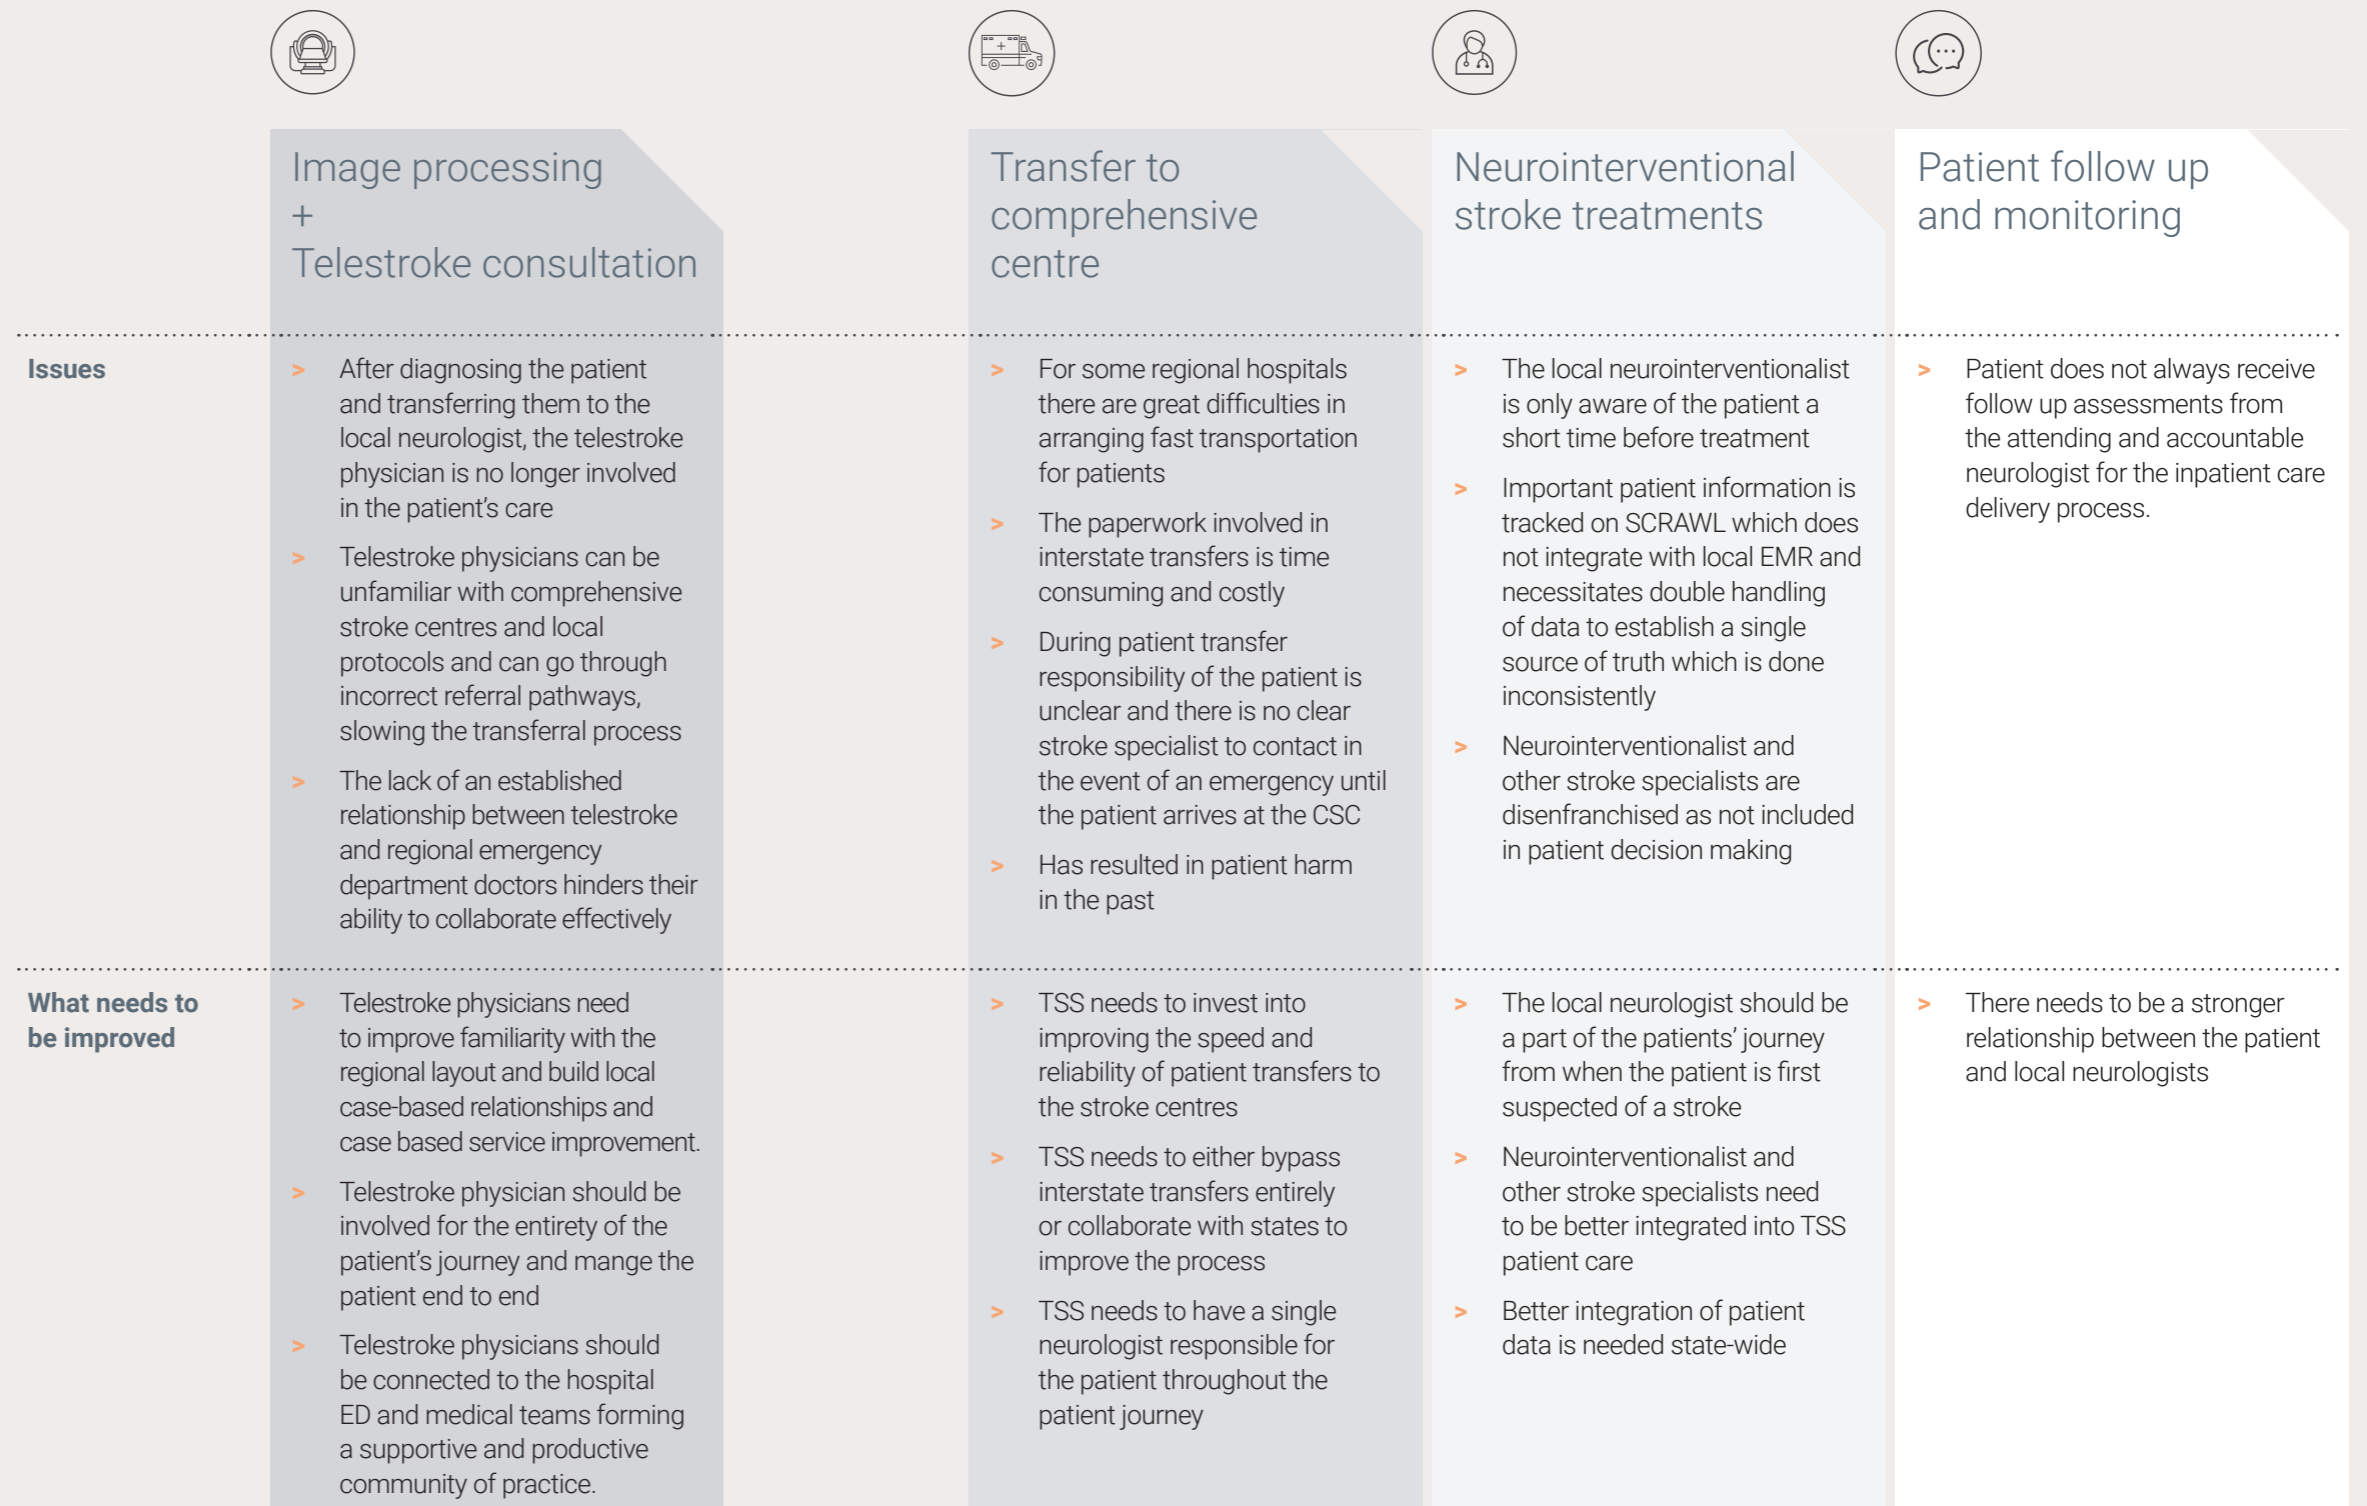 Image processing
+
Telestroke consultation
Transfer to
comprehensive
centre
Neurointerventional
stroke treatments
Patient follow up
and monitoring
Issues
> After diagnosing the patient
and transferring them to the
local neurologist, the telestroke
physician is no longer involved
in the patient's care
> Telestroke physicians can be
unfamiliar with comprehensive
stroke centres and local
protocols and can go through
incorrect referral pathways,
slowing the transferral process
> The lack of an established
relationship between telestroke
and regional emergency
department doctors hinders their
ability to collaborate effectively
> For some regional hospitals
there are great difficulties in
arranging fast transportation
for patients
> The paperwork involved in
interstate transfers is time
consuming and costly
> During patient transfer
responsibility of the patient is
unclear and there is no clear
stroke specialist to contact in
the event of an emergency until
the patient arrives at the CSC
> Has resulted in patient harm
in the past
> The local neurointerventionalist
is only aware of the patient a
short time before treatment
> Important patient information is
tracked on SCRAWL which does
not integrate with local EMR and
necessitates double handling
of data to establish a single
source of truth which is done
inconsistently
> Neurointerventionalist and
other stroke specialists are
disenfranchised as not included
in patient decision making
> Patient does not always receive
follow up assessments from
the attending and accountable
neurologist for the inpatient care
delivery process.
What needs to
be improved
> Telestroke physicians need
to improve familiarity with the
regional layout and build local
case-based relationships and
case based service improvement.
> Telestroke physician should be
involved for the entirety of the
patient's journey and mange the
patient end to end
> Telestroke physicians should
be connected to the hospital
ED and medical teams forming
a supportive and productive
community of practice.
> TSS needs to invest into
improving the speed and
reliability of patient transfers to
the stroke centres
> TSS needs to either bypass
interstate transfers entirely
or collaborate with states to
improve the process
> TSS needs to have a single
neurologist responsible for
the patient throughout the
patient journey
> The local neurologist should be
a part of the patients' journey
from when the patient is first
suspected of a stroke
> Neurointerventionalist and
other stroke specialists need
to be better integrated into TSS
patient care
> Better integration of patient
data is needed state-wide
> There needs to be a stronger
relationship between the patient
and local neurologists